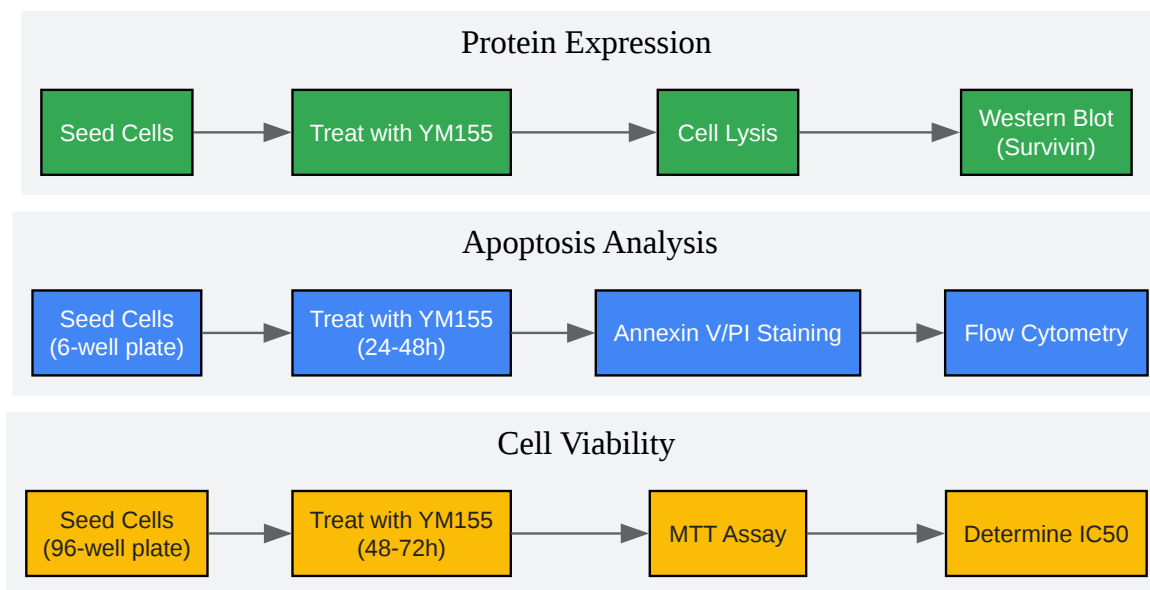 Protein Expression
Seed Cells
Treat with YM155
Cell Lysis
Western Blot
(Survivin)
Apoptosis Analysis
Seed Cells
(6-well plate)
Treat with YM155
(24-48h)
Annexin V/PI Staining
Flow Cytometry
Cell Viability
Seed Cells
(96-well plate)
Treat with YM155
(48-72h)
MTT Assay
Determine IC50